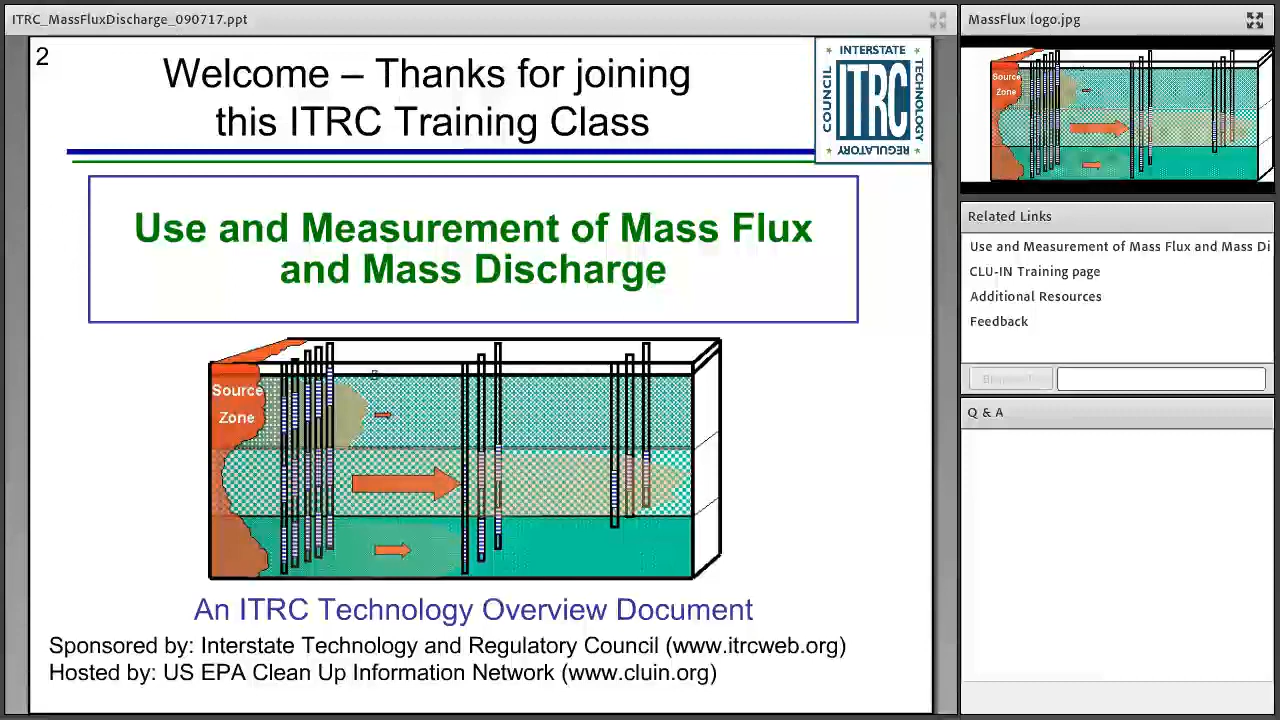 ITRC_MassFluxDischarge_090717.ppt
2
Welcome – Thanks for joining
this ITRC Training Class
INTERSTATE
TECHNOLOGY
REGULATORY
COUNCIL
ITRC
Use and Measurement of Mass Flux
and Mass Discharge
Source
Zone
An ITRC Technology Overview Document
Sponsored by: Interstate Technology and Regulatory Council (www.itrcweb.org)
Hosted by: US EPA Clean Up Information Network (www.cluin.org)
MassFlux logo.jpg
Source
Zone
Related Links
Use and Measurement of Mass Flux and Mass Di
CLU-IN Training page
Additional Resources
Feedback
Q & A